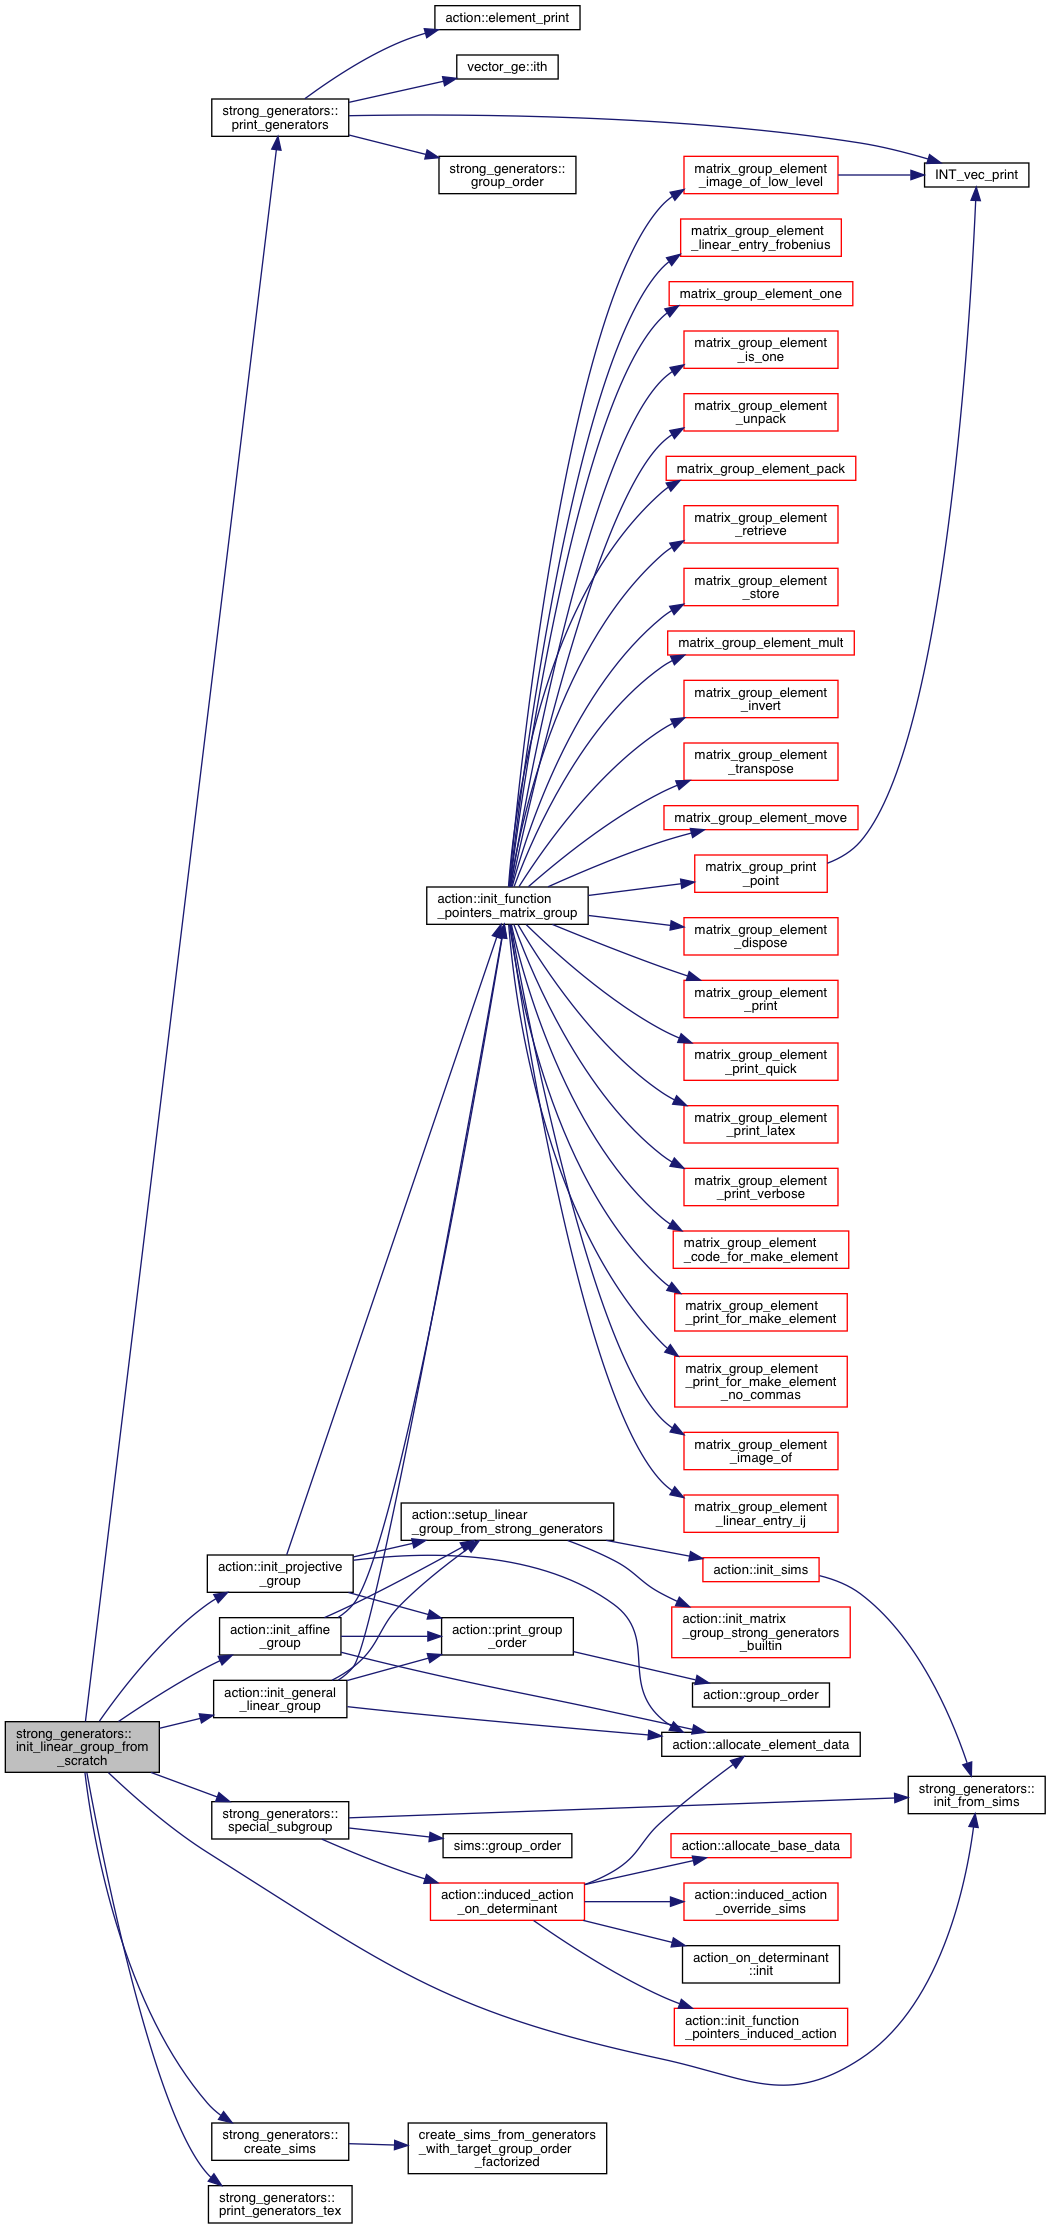 action::element_print
vector_ge::ith
strong_generators::
print_generators
strong_generators::
group_order
matrix_group_element
_image_of_low_level
INT_vec_print
matrix_group_element
_linear_entry_frobenius
matrix_group_element_one
matrix_group_element
_is_one
matrix_group_element
_unpack
matrix_group_element_pack
matrix_group_element
_retrieve
matrix_group_element
_store
matrix_group_element_mult
matrix_group_element
_invert
matrix_group_element
_transpose
matrix_group_element_move
matrix_group_print
_point
action::init_function
_pointers_matrix_group
matrix_group_element
_dispose
matrix_group_element
_print
matrix_group_element
_print_quick
matrix_group_element
_print_latex
matrix_group_element
_print_verbose
matrix_group_element
_code_for_make_element
matrix_group_element
_print_for_make_element
matrix_group_element
_print_for_make_element
_no_commas
matrix_group_element
_image_of
matrix_group_element
_linear_entry_ij
action::setup_linear
_group_from_strong_generators
action::init_projective
_group
action::init_sims
action::init_affine
_group
action::print_group
_order
action::init_matrix
_group_strong_generators
_builtin
action::init_general
_linear_group
action::group_order
strong_generators::
init_linear_group_from
_scratch
action::allocate_element_data
strong_generators::
init_from_sims
strong_generators::
special_subgroup
sims::group_order
action::allocate_base_data
action::induced_action
_on_determinant
action::induced_action
_override_sims
action_on_determinant
::init
action::init_function
_pointers_induced_action
strong_generators::
create_sims
create_sims_from_generators
_with_target_group_order
_factorized
strong_generators::
print_generators_tex